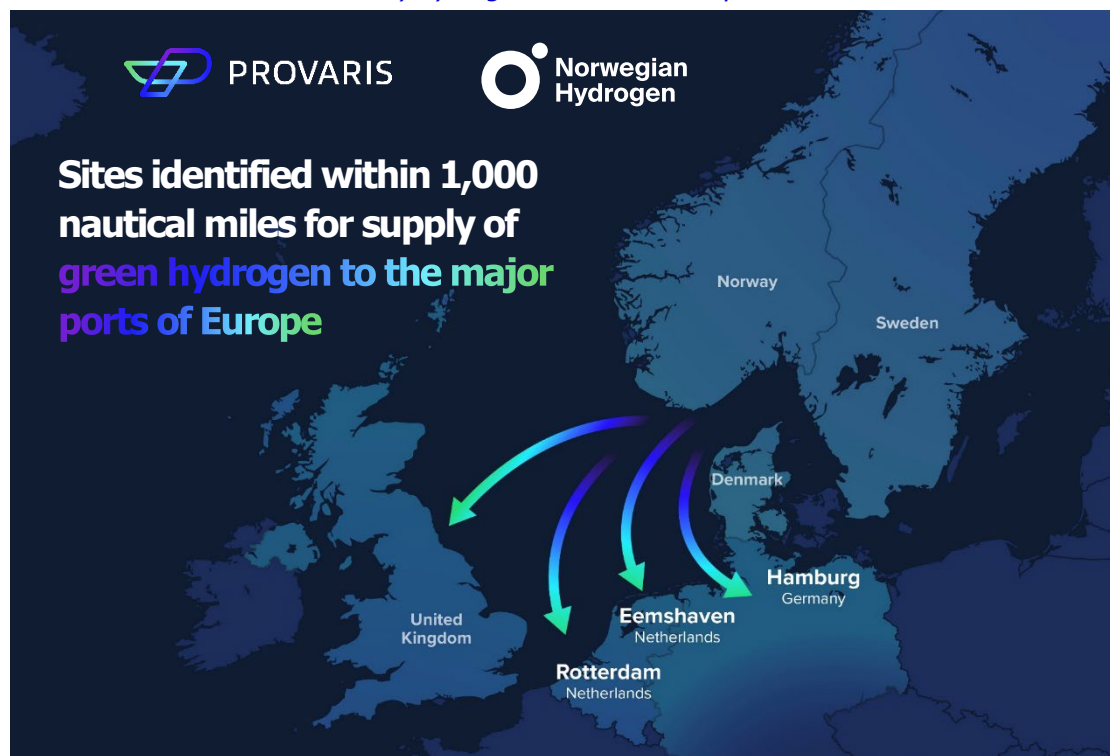 PROVARIS
Norwegian
Hydrogen
Sites identified within 1,000
nautical miles for supply of
green hydrogen to the major
ports of Europe
Norway
Sweden
Denmark
Hamburg
Germany
Eemshaven
Netherlands
United
Kingdom
Rotterdam
Netherlands